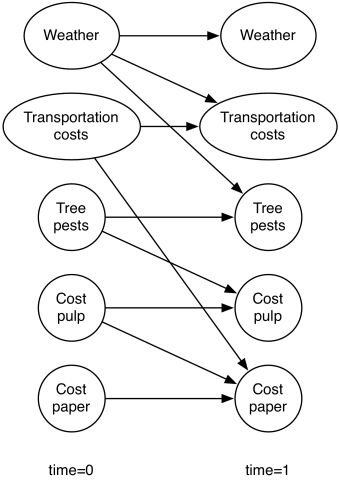 Weather
Weather
Transportation
costs
Transportation
costs
Tree
pests
Tree
pests
Cost
pulp
Cost
pulp
Cost
paper
Cost
paper
time=0
time=1